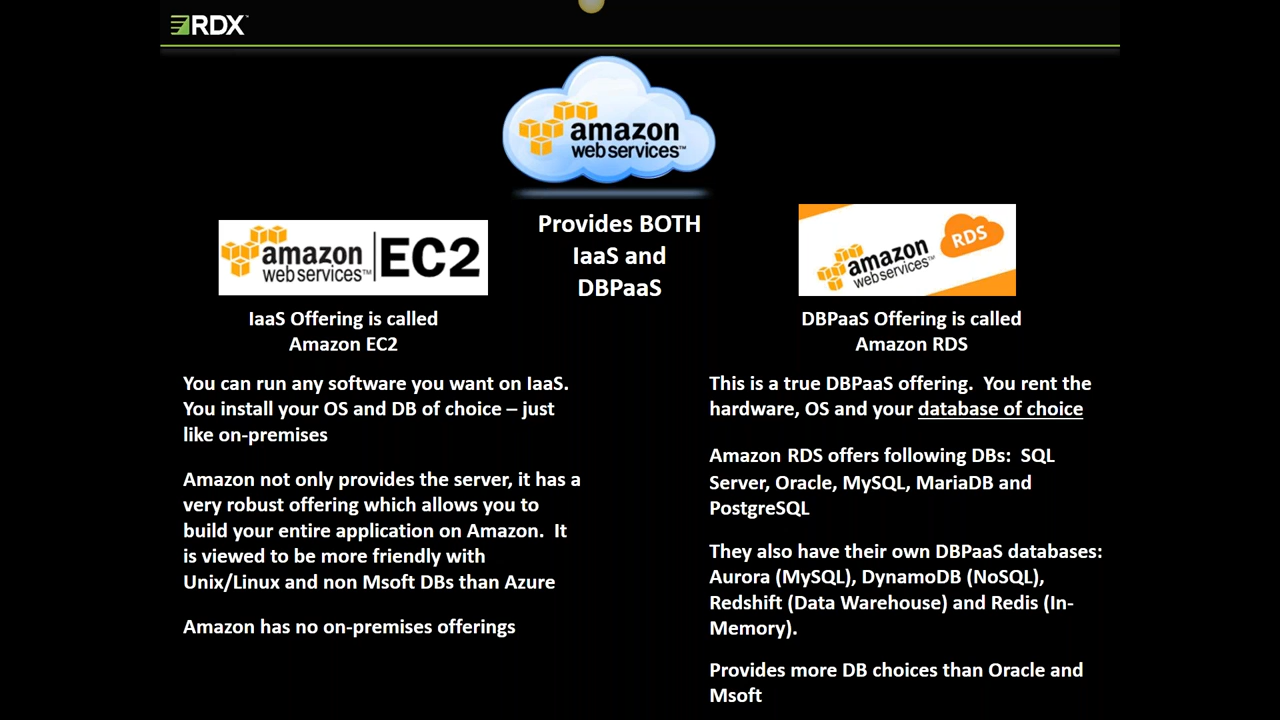 RDX
amazon
web services™
amazon
web services™
EC2
Provides BOTH
IaaS and
DBPaaS
amazon
web services™
RDS
IaaS Offering is called
Amazon EC2
DBPaaS Offering is called
Amazon RDS
You can run any software you want on IaaS.
You install your OS and DB of choice – just
like on-premises
Amazon not only provides the server, it has a
very robust offering which allows you to
build your entire application on Amazon. It
is viewed to be more friendly with
Unix/Linux and non Msoft DBs than Azure
Amazon has no on-premises offerings
This is a true DBPaaS offering. You rent the
hardware, OS and your database of choice
Amazon RDS offers following DBs: SQL
Server, Oracle, MySQL, MariaDB and
PostgreSQL
They also have their own DBPaaS databases:
Aurora (MySQL), DynamoDB (NoSQL),
Redshift (Data Warehouse) and Redis (In-
Memory).
Provides more DB choices than Oracle and
Msoft